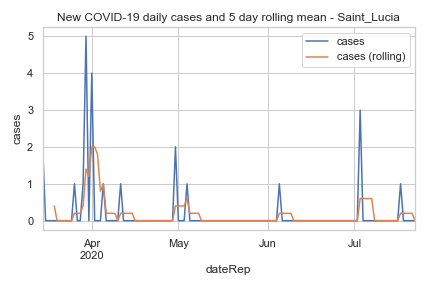 New COVID-19 daily cases and 5 day rolling mean - Saint_Lucia
cases
cases (rolling)
5
4
3
2
1
0
cases
Apr
2020
May
Jun
Jul
dateRep